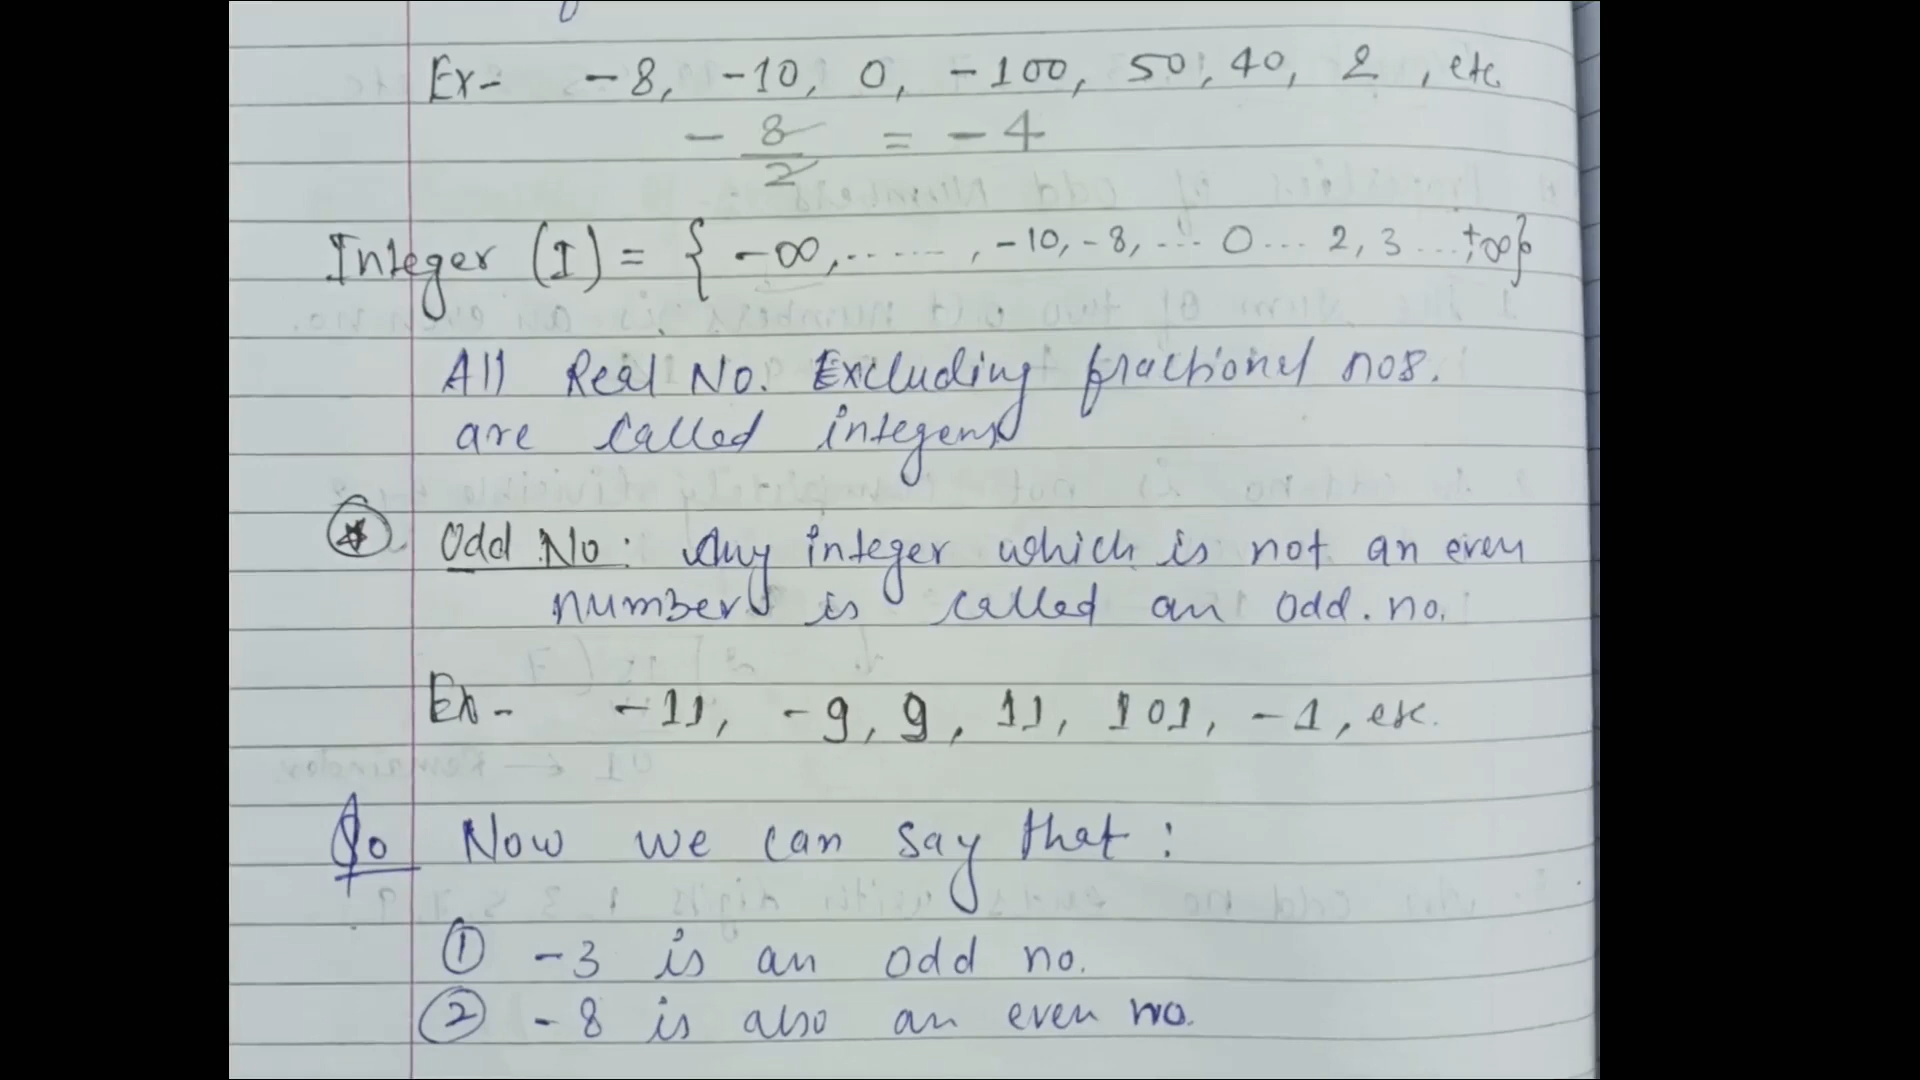 Ex- -8, -10, 0, -100, 50, 40, 2, etc
- 8/2 = -4
Integer (I) = { -∞, ......, -10, -8, ... 0 ... 2, 3 ... , +∞}
All Real No. Excluding fractional nos.
are called integers
* Odd No: Any integer which is not an even
number is called an odd. no.
Ex- -11, -9, 9, 11, 101, -1, etc.
So Now we can say that:
① -3 is an odd no.
② -8 is also an even no.